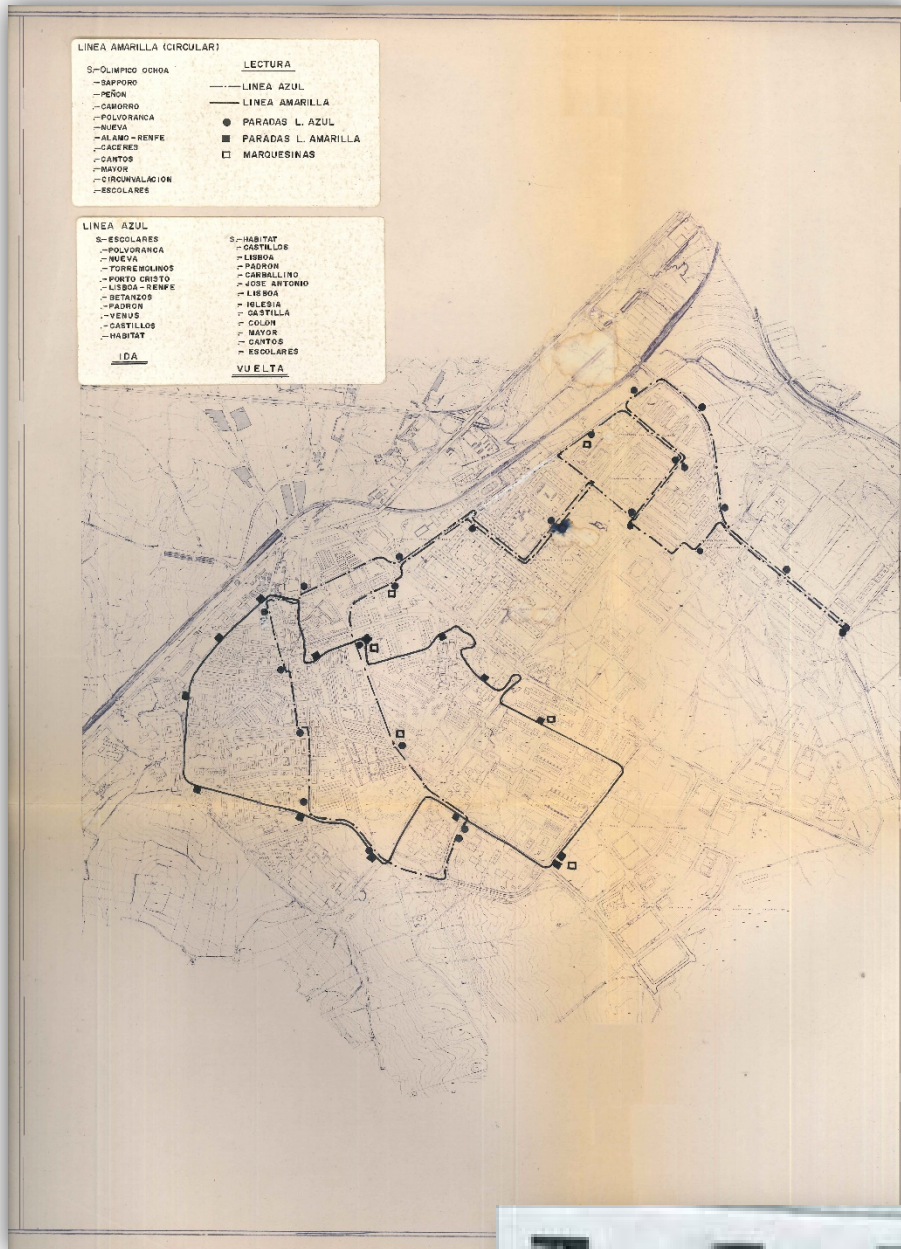 LINEA AMARILLA (CIRCULAR)
S.-OLIMPICO OCHOA
.-SAPPORO
.-PEÑON
.-CAMORRO
.-POLVORANCA
.-NUEVA
.-ALAMO-RENFE
.-CACERES
.-CANTOS
.-MAYOR
.-CIRCUNVALACION
.-ESCOLARES
LECTURA
LINEA AZUL
LINEA AMARILLA
PARADAS L. AZUL
PARADAS L. AMARILLA
MARQUESINAS
LINEA AZUL
S.-ESCOLARES
.-POLVORANCA
.-NUEVA
.-TORREMOLINOS
.-PORTO CRISTO
.-LISBOA-RENFE
.-BETANZOS
.-PADRON
.-VENUS
.-CASTILLOS
.-HABITAT
IDA
S.-HABITAT
.-CASTILLOS
.-LISBOA
.-PADRON
.-CARBALLINO
.-JOSE ANTONIO
.-LISBOA
.-IGLESIA
.-CASTILLA
.-COLON
.-MAYOR
.-CANTOS
.-ESCOLARES
VUELTA